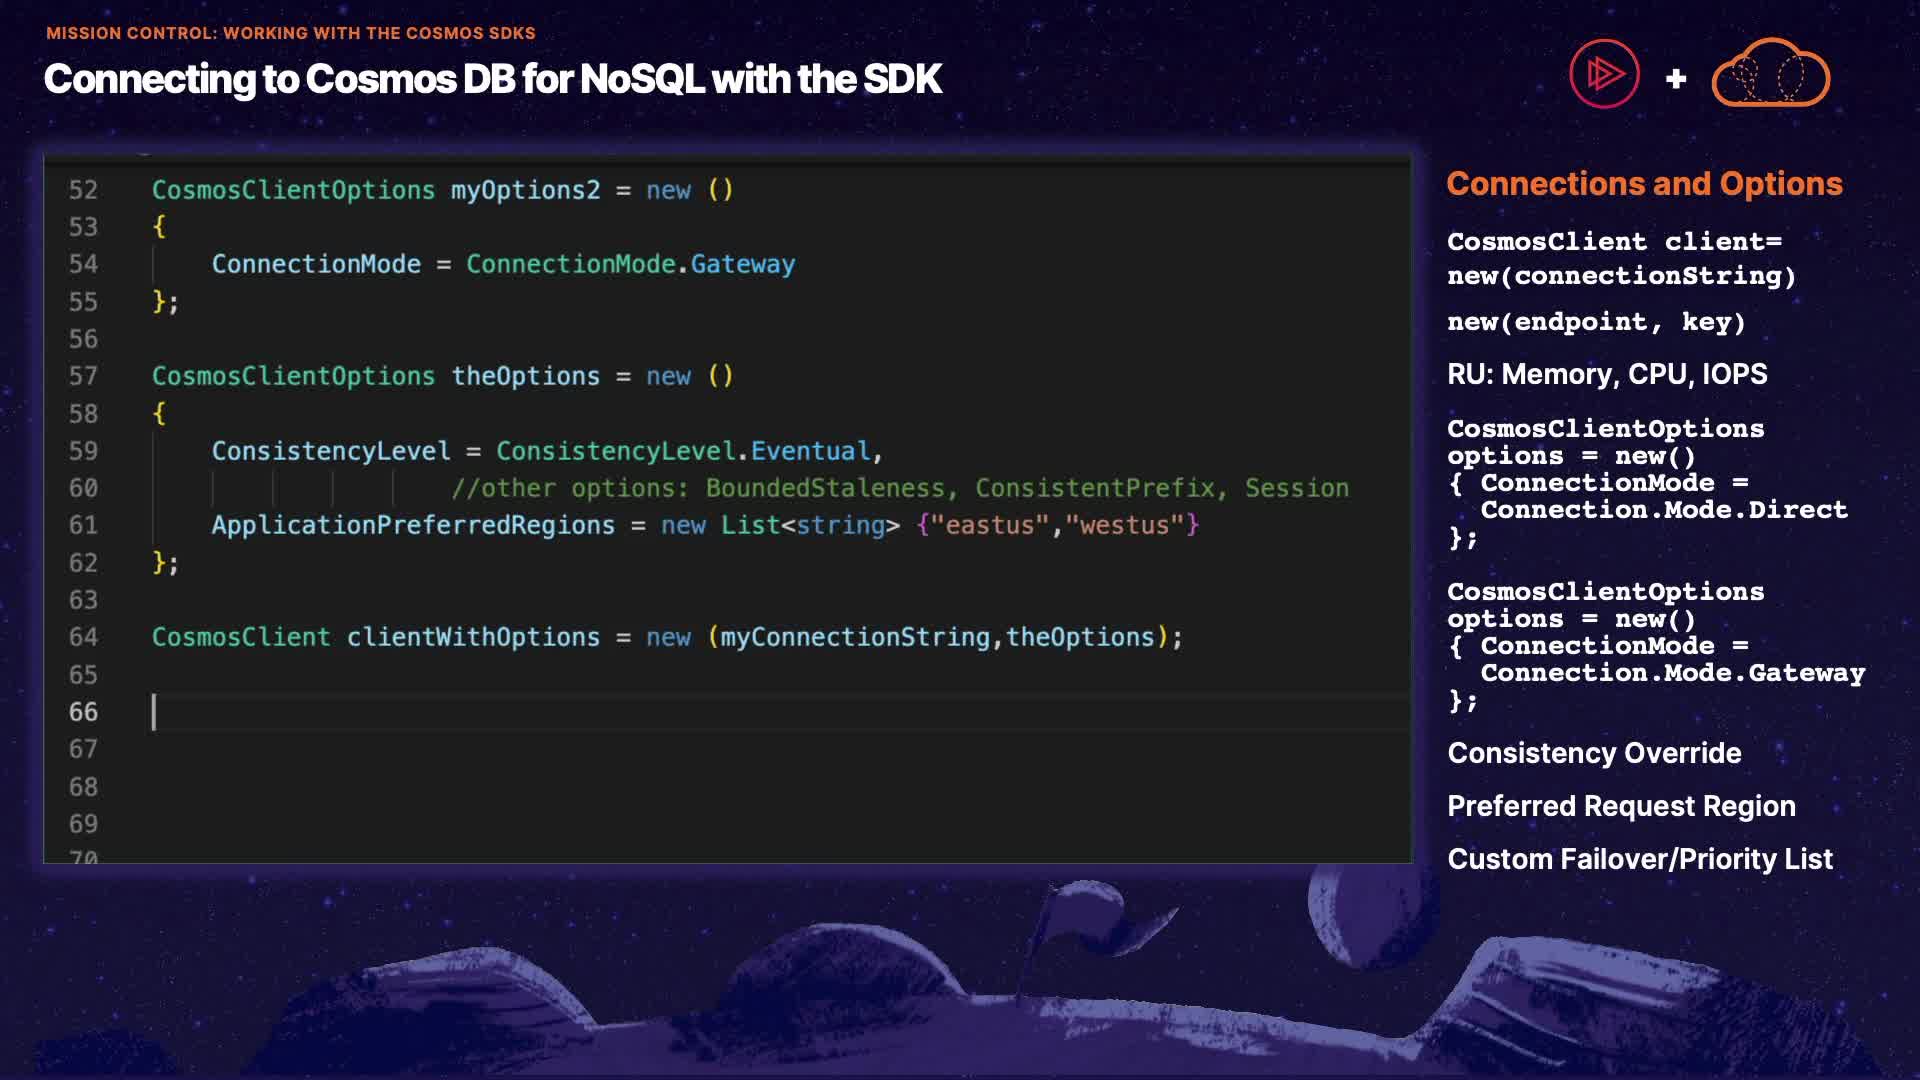 MISSION CONTROL: WORKING WITH THE COSMOS SDKS
Connecting to Cosmos DB for NoSQL with the SDK
+
52 CosmosClientOptions myOptions2 = new ()
53 {
54 ConnectionMode = ConnectionMode.Gateway
55 };
56
57 CosmosClientOptions theOptions = new ()
58 {
59 ConsistencyLevel = ConsistencyLevel.Eventual,
60 //other options: BoundedStaleness, ConsistentPrefix, Session
61 ApplicationPreferredRegions = new List<string> {"eastus","westus"}
62 };
63
64 CosmosClient clientWithOptions = new (myConnectionString,theOptions);
65
66
67
68
69
70
Connections and Options
CosmosClient client=
new(connectionString)
new(endpoint, key)
RU: Memory, CPU, IOPS
CosmosClientOptions
options = new()
{ ConnectionMode =
Connection.Mode.Direct
};
CosmosClientOptions
options = new()
{ ConnectionMode =
Connection.Mode.Gateway
};
Consistency Override
Preferred Request Region
Custom Failover/Priority List